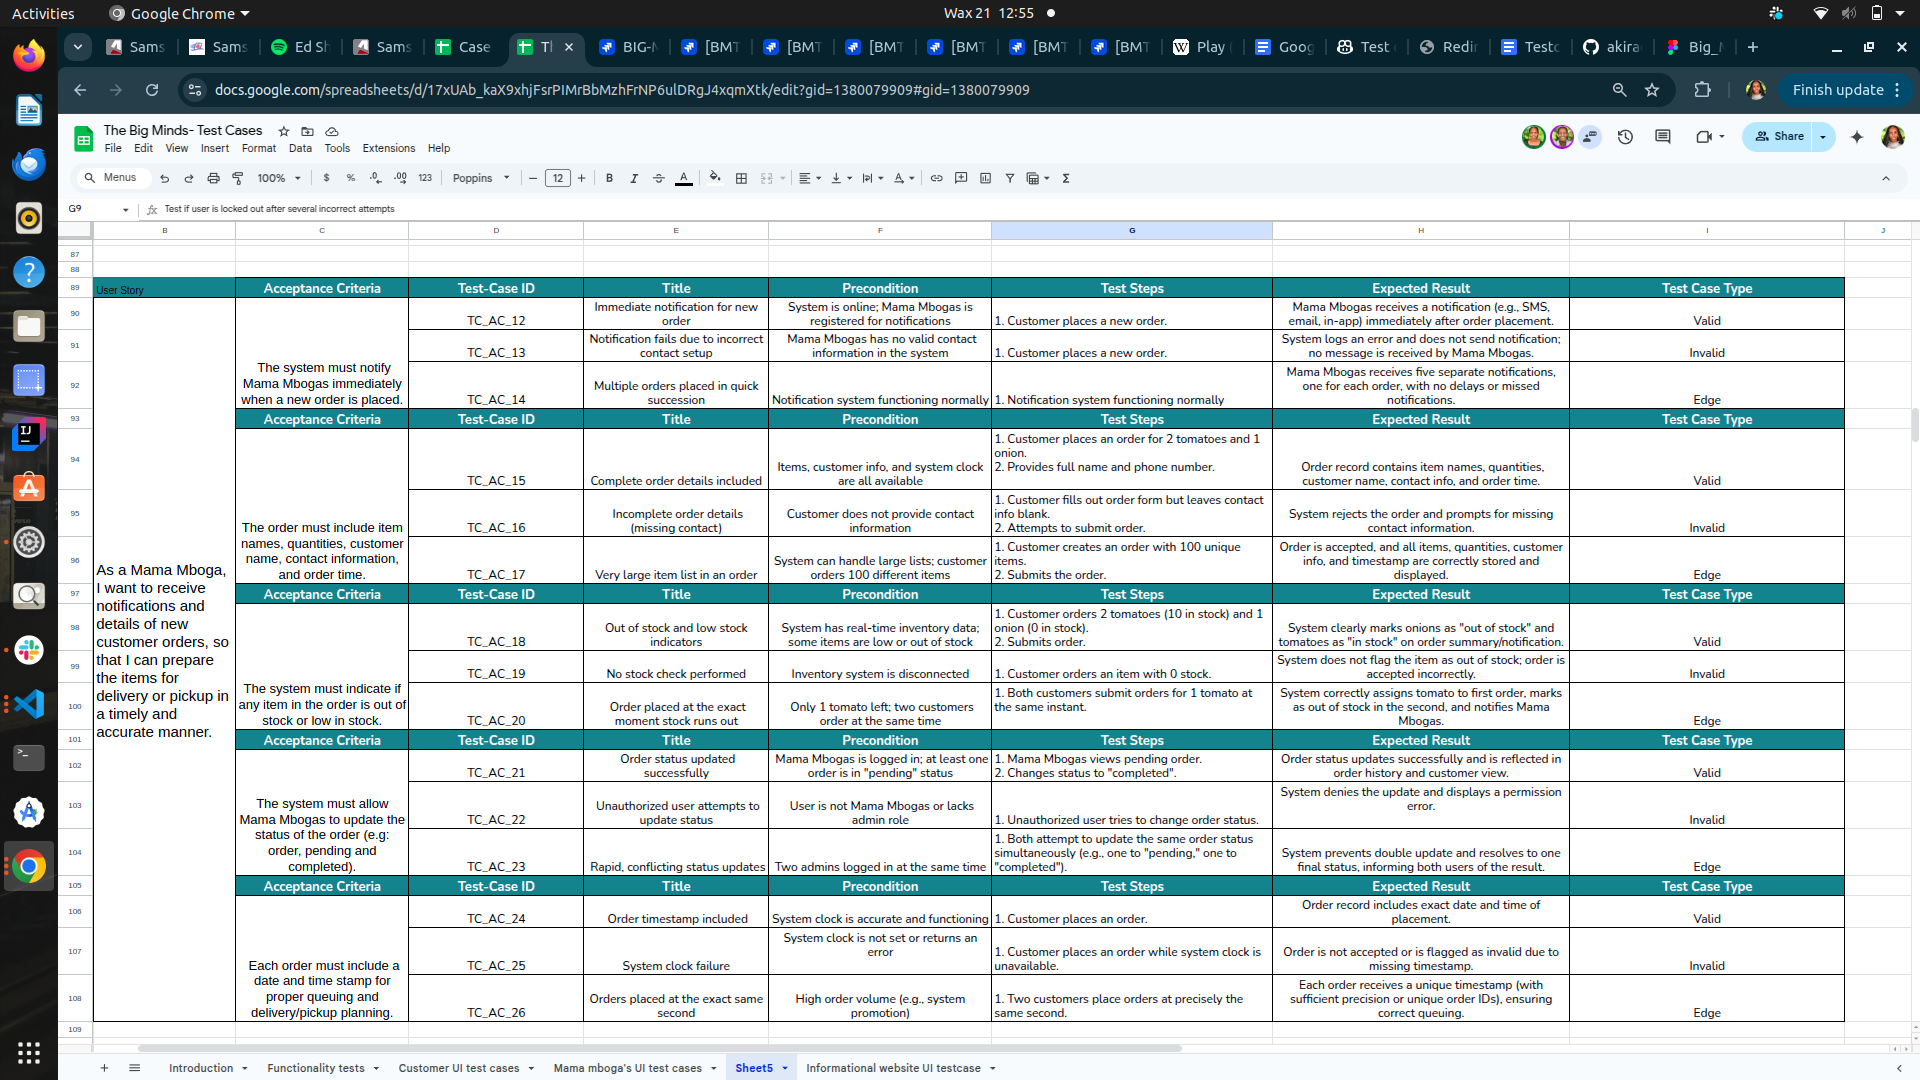 Activities
Google Chrome
Wax 21 12:55
Sams
Sams
Ed Sh
Sams
Case
Th
BIG-M
[BMT
[BMT
[BMT
[BMT
[BMT
[BMT
Play
Goog
Test
Redir
Testc
akira
Big_
docs.google.com/spreadsheets/d/17xUAb_kaX9xhjFsrPIMrBbMzhFrNP6ulDRgJ4xqmXtk/edit?gid=1380079909#gid=1380079909
Finish update
The Big Minds- Test Cases
File Edit View Insert Format Data Tools Extensions Help
Share
Menus
100%
$ % .0 .00 123
Poppins
12
G9
Test if user is locked out after several incorrect attempts
B C D E F G H I J
87
88
89 User Story Acceptance Criteria Test-Case ID Title Precondition Test Steps Expected Result Test Case Type
As a Mama Mboga,
I want to receive
notifications and
details of new
customer orders, so
that I can prepare
the items for
delivery or pickup in
a timely and
accurate manner.
The system must notify
Mama Mbogas immediately
when a new order is placed.
90
TC_AC_12
Immediate notification for new
order
System is online; Mama Mbogas is
registered for notifications
1. Customer places a new order.
Mama Mbogas receives a notification (e.g., SMS,
email, in-app) immediately after order placement.
Valid
91
TC_AC_13
Notification fails due to incorrect
contact setup
Mama Mbogas has no valid contact
information in the system
1. Customer places a new order.
System logs an error and does not send notification;
no message is received by Mama Mbogas.
Invalid
92
TC_AC_14
Multiple orders placed in quick
succession
Notification system functioning normally
1. Notification system functioning normally
Mama Mbogas receives five separate notifications,
one for each order, with no delays or missed
notifications.
Edge
93 Acceptance Criteria Test-Case ID Title Precondition Test Steps Expected Result Test Case Type
The order must include item
names, quantities, customer
name, contact information,
and order time.
94
TC_AC_15
Complete order details included
Items, customer info, and system clock
are all available
1. Customer places an order for 2 tomatoes and 1
onion.
2. Provides full name and phone number.
Order record contains item names, quantities,
customer name, contact info, and order time.
Valid
95
TC_AC_16
Incomplete order details
(missing contact)
Customer does not provide contact
information
1. Customer fills out order form but leaves contact
info blank.
2. Attempts to submit order.
System rejects the order and prompts for missing
contact information.
Invalid
96
TC_AC_17
Very large item list in an order
System can handle large lists; customer
orders 100 different items
1. Customer creates an order with 100 unique
items.
2. Submits the order.
Order is accepted, and all items, quantities, customer
info, and timestamp are correctly stored and
displayed.
Edge
97 Acceptance Criteria Test-Case ID Title Precondition Test Steps Expected Result Test Case Type
The system must indicate if
any item in the order is out of
stock or low in stock.
98
TC_AC_18
Out of stock and low stock
indicators
System has real-time inventory data;
some items are low or out of stock
1. Customer orders 2 tomatoes (10 in stock) and 1
onion (0 in stock).
2. Submits order.
System clearly marks onions as "out of stock" and
tomatoes as "in stock" on order summary/notification.
Valid
99
TC_AC_19
No stock check performed
Inventory system is disconnected
1. Customer orders an item with 0 stock.
System does not flag the item as out of stock; order is
accepted incorrectly.
Invalid
100
TC_AC_20
Order placed at the exact
moment stock runs out
Only 1 tomato left; two customers
order at the same time
1. Both customers submit orders for 1 tomato at
the same instant.
System correctly assigns tomato to first order, marks
as out of stock in the second, and notifies Mama
Mbogas.
Edge
101 Acceptance Criteria Test-Case ID Title Precondition Test Steps Expected Result Test Case Type
The system must allow
Mama Mbogas to update the
status of the order (e.g:
order, pending and
completed).
102
TC_AC_21
Order status updated
successfully
Mama Mbogas is logged in; at least one
order is in "pending" status
1. Mama Mbogas views pending order.
2. Changes status to "completed".
Order status updates successfully and is reflected in
order history and customer view.
Valid
103
TC_AC_22
Unauthorized user attempts to
update status
User is not Mama Mbogas or lacks
admin role
1. Unauthorized user tries to change order status.
System denies the update and displays a permission
error.
Invalid
104
TC_AC_23
Rapid, conflicting status updates
Two admins logged in at the same time
1. Both attempt to update the same order status
simultaneously (e.g., one to "pending," one to
"completed").
System prevents double update and resolves to one
final status, informing both users of the result.
Edge
105 Acceptance Criteria Test-Case ID Title Precondition Test Steps Expected Result Test Case Type
Each order must include a
date and time stamp for
proper queuing and
delivery/pickup planning.
106
TC_AC_24
Order timestamp included
System clock is accurate and functioning
1. Customer places an order.
Order record includes exact date and time of
placement.
Valid
107
TC_AC_25
System clock failure
System clock is not set or returns an
error
1. Customer places an order while system clock is
unavailable.
Order is not accepted or is flagged as invalid due to
missing timestamp.
Invalid
108
TC_AC_26
Orders placed at the exact same
second
High order volume (e.g., system
promotion)
1. Two customers place orders at precisely the
same second.
Each order receives a unique timestamp (with
sufficient precision or unique order IDs), ensuring
correct queuing.
Edge
109
Introduction
Functionality tests
Customer UI test cases
Mama mboga's UI test cases
Sheet5
Informational website UI testcase